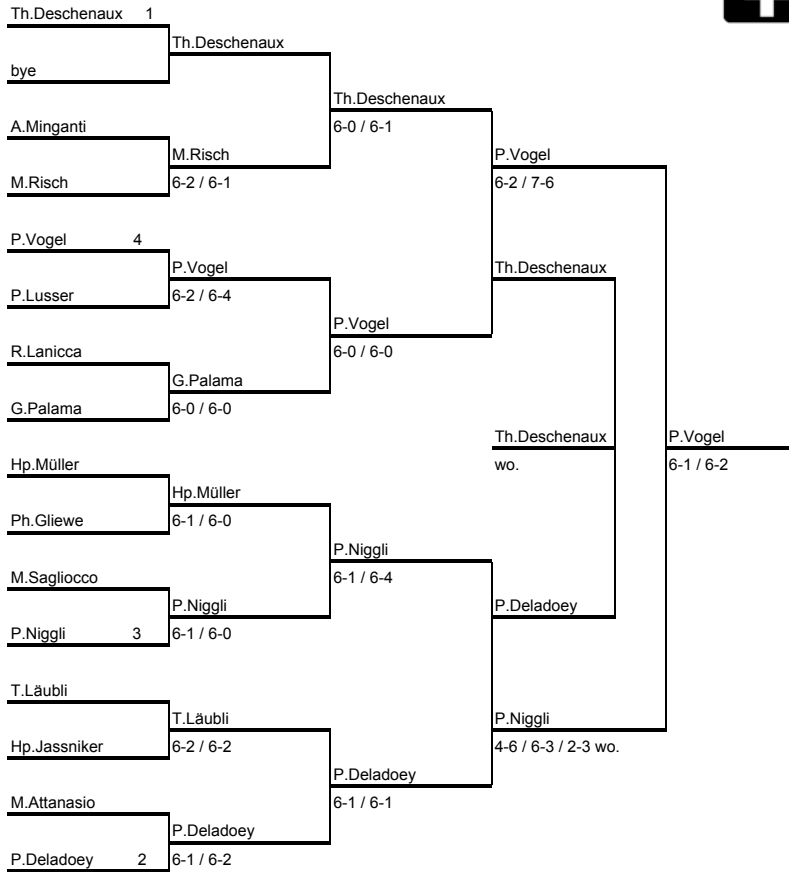 Th.Deschenaux 1
Th.Deschenaux
bye
Th.Deschenaux
A.Minganti
6-0 / 6-1
M.Risch
P.Vogel
M.Risch
6-2 / 6-1
6-2 / 7-6
P.Vogel 4
P.Vogel
Th.Deschenaux
P.Lusser
6-2 / 6-4
P.Vogel
R.Lanicca
6-0 / 6-0
G.Palama
G.Palama
6-0 / 6-0
Th.Deschenaux
P.Vogel
Hp.Müller
wo.
6-1 / 6-2
Hp.Müller
Ph.Gliewe
6-1 / 6-0
P.Niggli
M.Sagliocco
6-1 / 6-4
P.Niggli
P.Deladoey
P.Niggli 3
6-1 / 6-0
T.Läubli
T.Läubli
P.Niggli
Hp.Jassniker
6-2 / 6-2
4-6 / 6-3 / 2-3 wo.
P.Deladoey
M.Attanasio
6-1 / 6-1
P.Deladoey
P.Deladoey 2
6-1 / 6-2